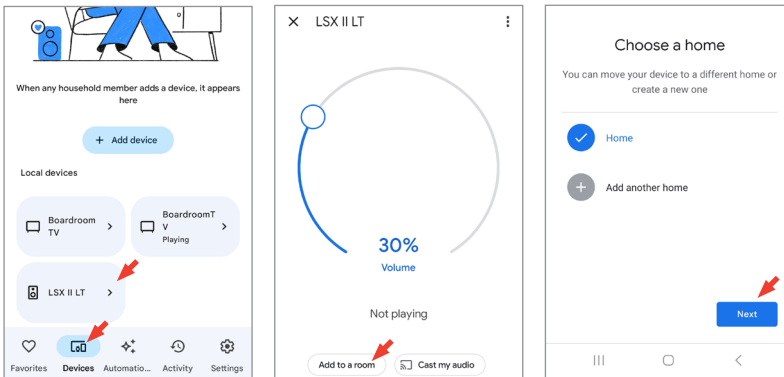 When any household member adds a device, it appears
here
+ Add device
Local devices
Boardroom
TV
BoardroomT
V
Playing
LSX II LT
Favorites
Devices
Automatio...
Activity
Settings
LSX II LT
30%
Volume
Not playing
Add to a room
Cast my audio
Choose a home
You can move your device to a different home or
create a new one
Home
Add another home
Next